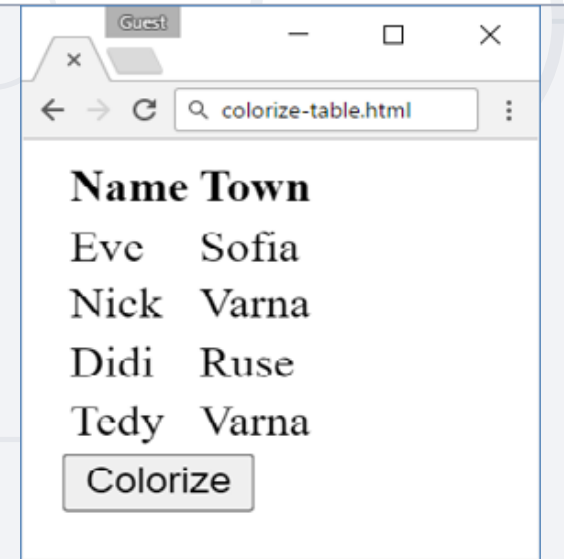 Guest
colorize-table.html
Name Town
Eve Sofia
Nick Varna
Didi Ruse
Tedy Varna
Colorize